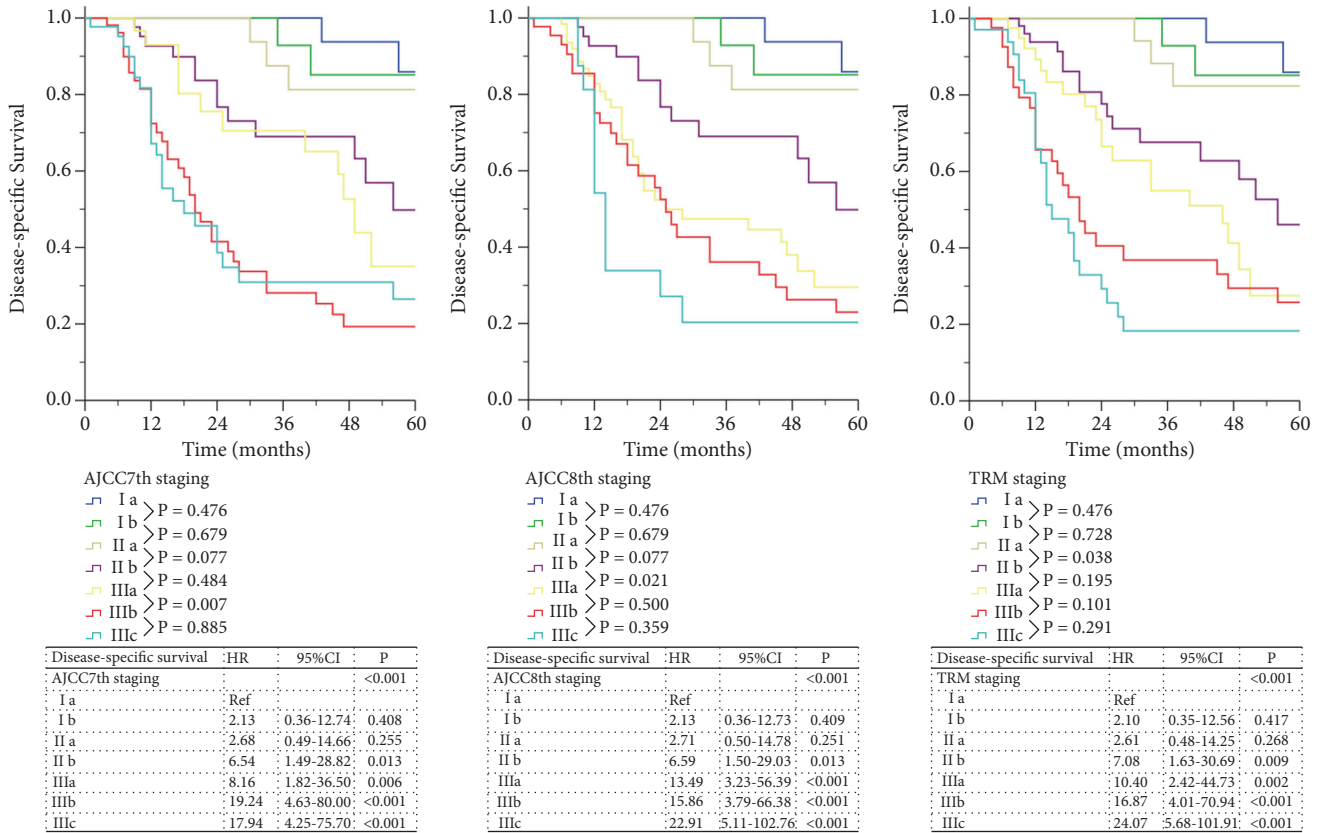 Disease-specific Survival
1.0
0.8
0.6
0.4
0.2
0.0
0 12 24 36 48 60
Time (months)
AJCC7th staging
I a
P = 0.476
I b
P = 0.679
II a
P = 0.077
II b
P = 0.484
IIIa
P = 0.007
IIIb
P = 0.885
IIIc
Disease-specific survival HR 95%CI P
AJCC7th staging <0.001
I a Ref
I b 2.13 0.36-12.74 0.408
II a 2.68 0.49-14.66 0.255
II b 6.54 1.49-28.82 0.013
IIIa 8.16 1.82-36.50 0.006
IIIb 19.24 4.63-80.00 <0.001
IIIc 17.94 4.25-75.70 <0.001
Disease-specific Survival
1.0
0.8
0.6
0.4
0.2
0.0
0 12 24 36 48 60
Time (months)
AJCC8th staging
I a
P = 0.476
I b
P = 0.679
II a
P = 0.077
II b
P = 0.021
IIIa
P = 0.500
IIIb
P = 0.359
IIIc
Disease-specific survival HR 95%CI P
AJCC8th staging <0.001
I a Ref
I b 2.13 0.36-12.73 0.409
II a 2.71 0.50-14.78 0.251
II b 6.59 1.50-29.03 0.013
IIIa 13.49 3.23-56.39 <0.001
IIIb 15.86 3.79-66.38 <0.001
IIIc 22.91 5.11-102.76 <0.001
Disease-specific Survival
1.0
0.8
0.6
0.4
0.2
0.0
0 12 24 36 48 60
Time (months)
TRM staging
I a
P = 0.476
I b
P = 0.728
II a
P = 0.038
II b
P = 0.195
IIIa
P = 0.101
IIIb
P = 0.291
IIIc
Disease-specific survival HR 95%CI P
TRM staging <0.001
I a Ref
I b 2.10 0.35-12.56 0.417
II a 2.61 0.48-14.25 0.268
II b 7.08 1.63-30.69 0.009
IIIa 10.40 2.42-44.73 0.002
IIIb 16.87 4.01-70.94 <0.001
IIIc 24.07 5.68-101.91 <0.001